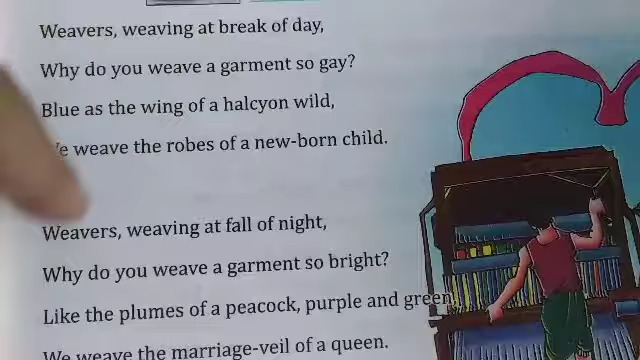 Weavers, weaving at break of day,
Why do you weave a garment so gay?
Blue as the wing of a halcyon wild,
We weave the robes of a new-born child.
Weavers, weaving at fall of night,
Why do you weave a garment so bright?
Like the plumes of a peacock, purple and green,
We weave the marriage-veil of a queen.